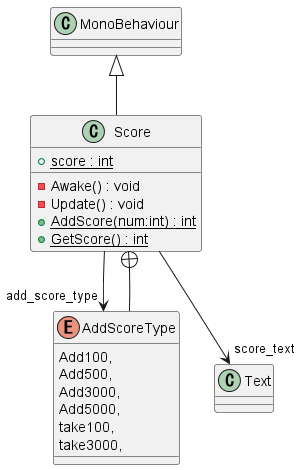 C MonoBehaviour
C Score
+ score : int
Awake() : void
Update() : void
AddScore(num:int) : int
GetScore() : int
add_score_type
score_text
E AddScoreType
Add100,
Add500,
Add3000,
Add5000,
take100,
take3000,
C Text